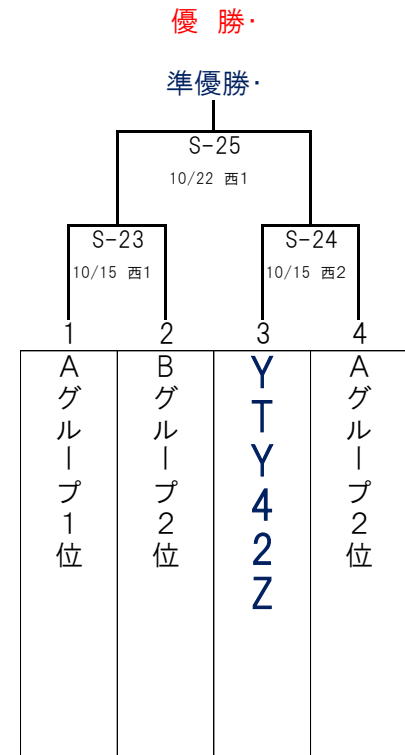 優 勝・
準優勝・
S-25
10/22 西1
S-23
S-24
10/15 西1
10/15 西2
1
2
3
4
Aグループ1位
Bグループ2位
YTY42Z
Aグループ2位